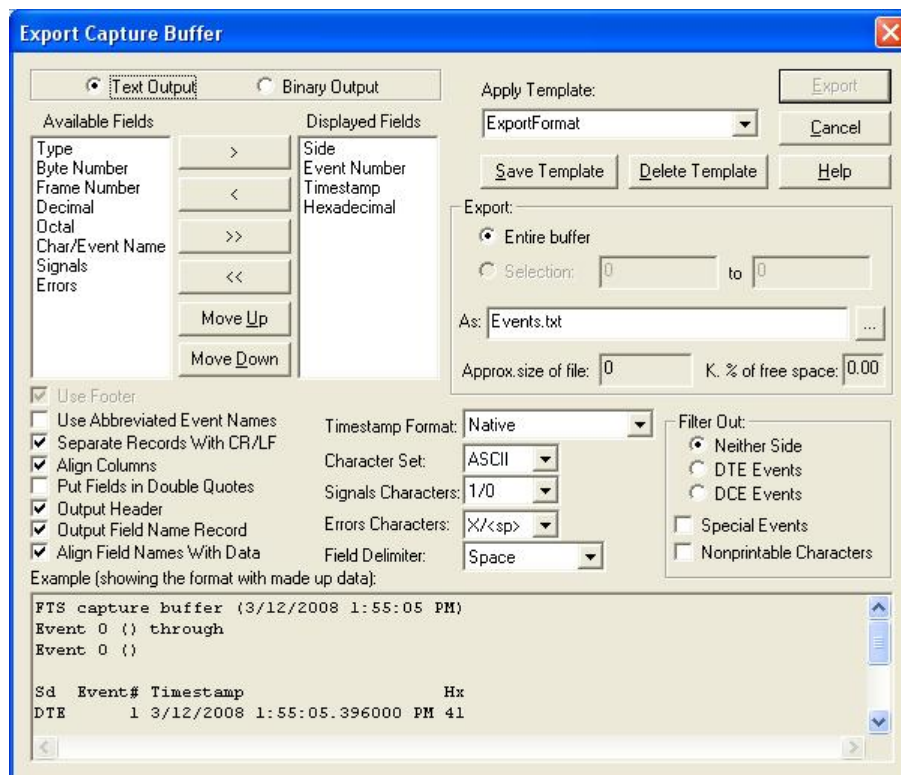 Export Capture Buffer
Text Output
Binary Output
Apply Template:
Export
Available Fields
Displayed Fields
ExportFormat
Cancel
Type
Byte Number
Frame Number
Decimal
Octal
Char/Event Name
Signals
Errors
>
<
>>
<<
Move Up
Move Down
Side
Event Number
Timestamp
Hexadecimal
Save Template
Delete Template
Help
Export:
Entire buffer
Selection: 0 to 0
As: Events.txt ...
Approx.size of file: 0 K. % of free space: 0.00
Use Footer
Use Abbreviated Event Names
Separate Records With CR/LF
Align Columns
Put Fields in Double Quotes
Output Header
Output Field Name Record
Align Field Names With Data
Timestamp Format: Native
Character Set: ASCII
Signals Characters: 1/0
Errors Characters: X/<sp>
Field Delimiter: Space
Filter Out:
Neither Side
DTE Events
DCE Events
Special Events
Nonprintable Characters
Example (showing the format with made up data):
FTS capture buffer (3/12/2008 1:55:05 PM)
Event 0 () through
Event 0 ()
Sd Event# Timestamp Hx
DTE 1 3/12/2008 1:55:05.396000 PM 41